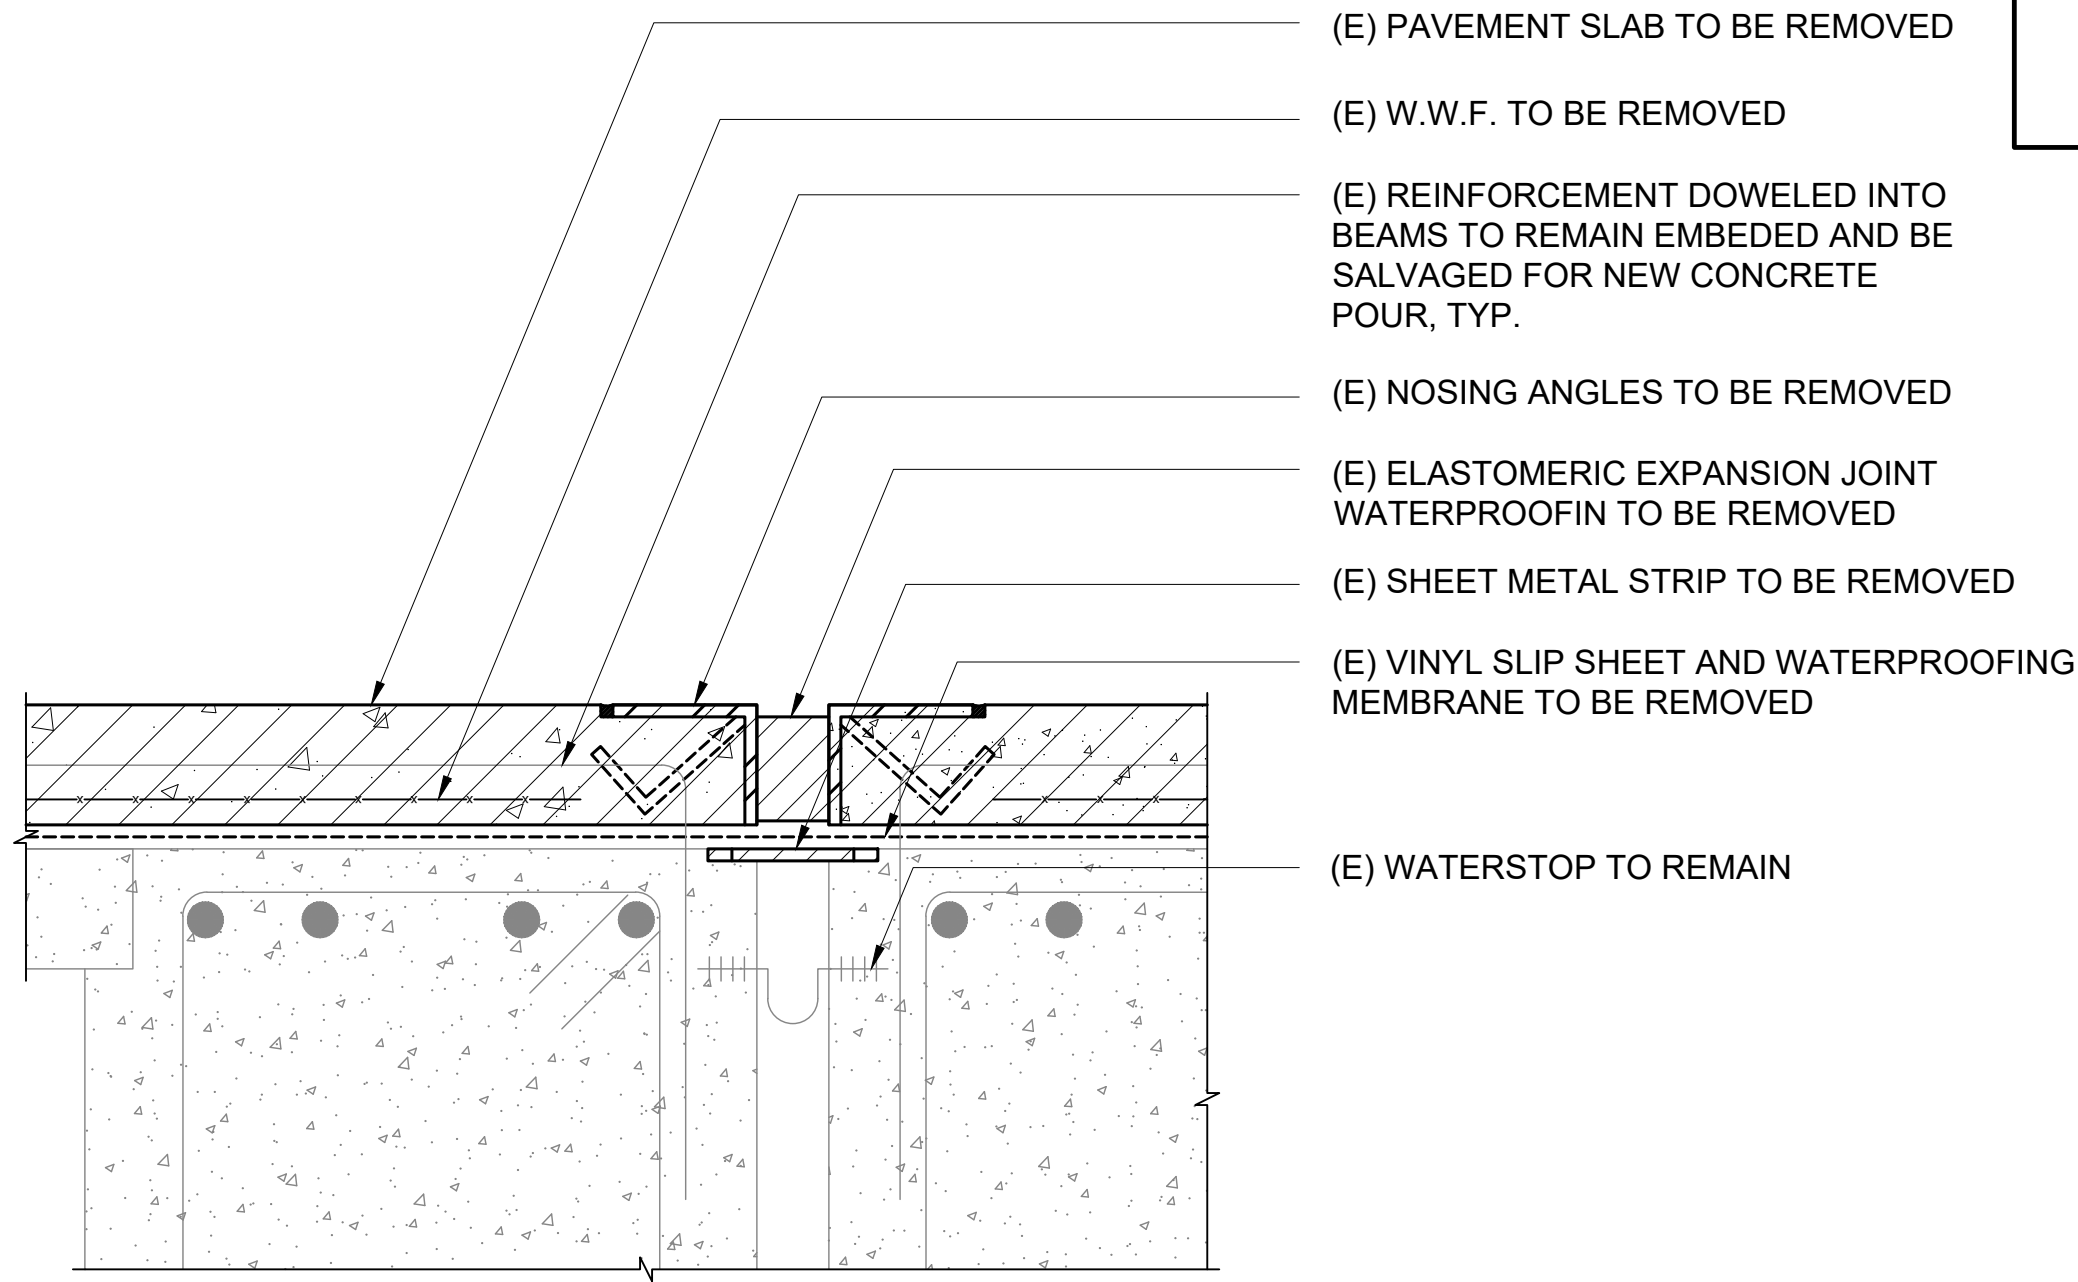 (E) PAVEMENT SLAB TO BE REMOVED
(E) W.W.F. TO BE REMOVED
(E) REINFORCEMENT DOWELED INTO
BEAMS TO REMAIN EMBEDED AND BE
SALVAGED FOR NEW CONCRETE
POUR, TYP.
(E) NOSING ANGLES TO BE REMOVED
(E) ELASTOMERIC EXPANSION JOINT
WATERPROOFIN TO BE REMOVED
(E) SHEET METAL STRIP TO BE REMOVED
(E) VINYL SLIP SHEET AND WATERPROOFING
MEMBRANE TO BE REMOVED
(E) WATERSTOP TO REMAIN